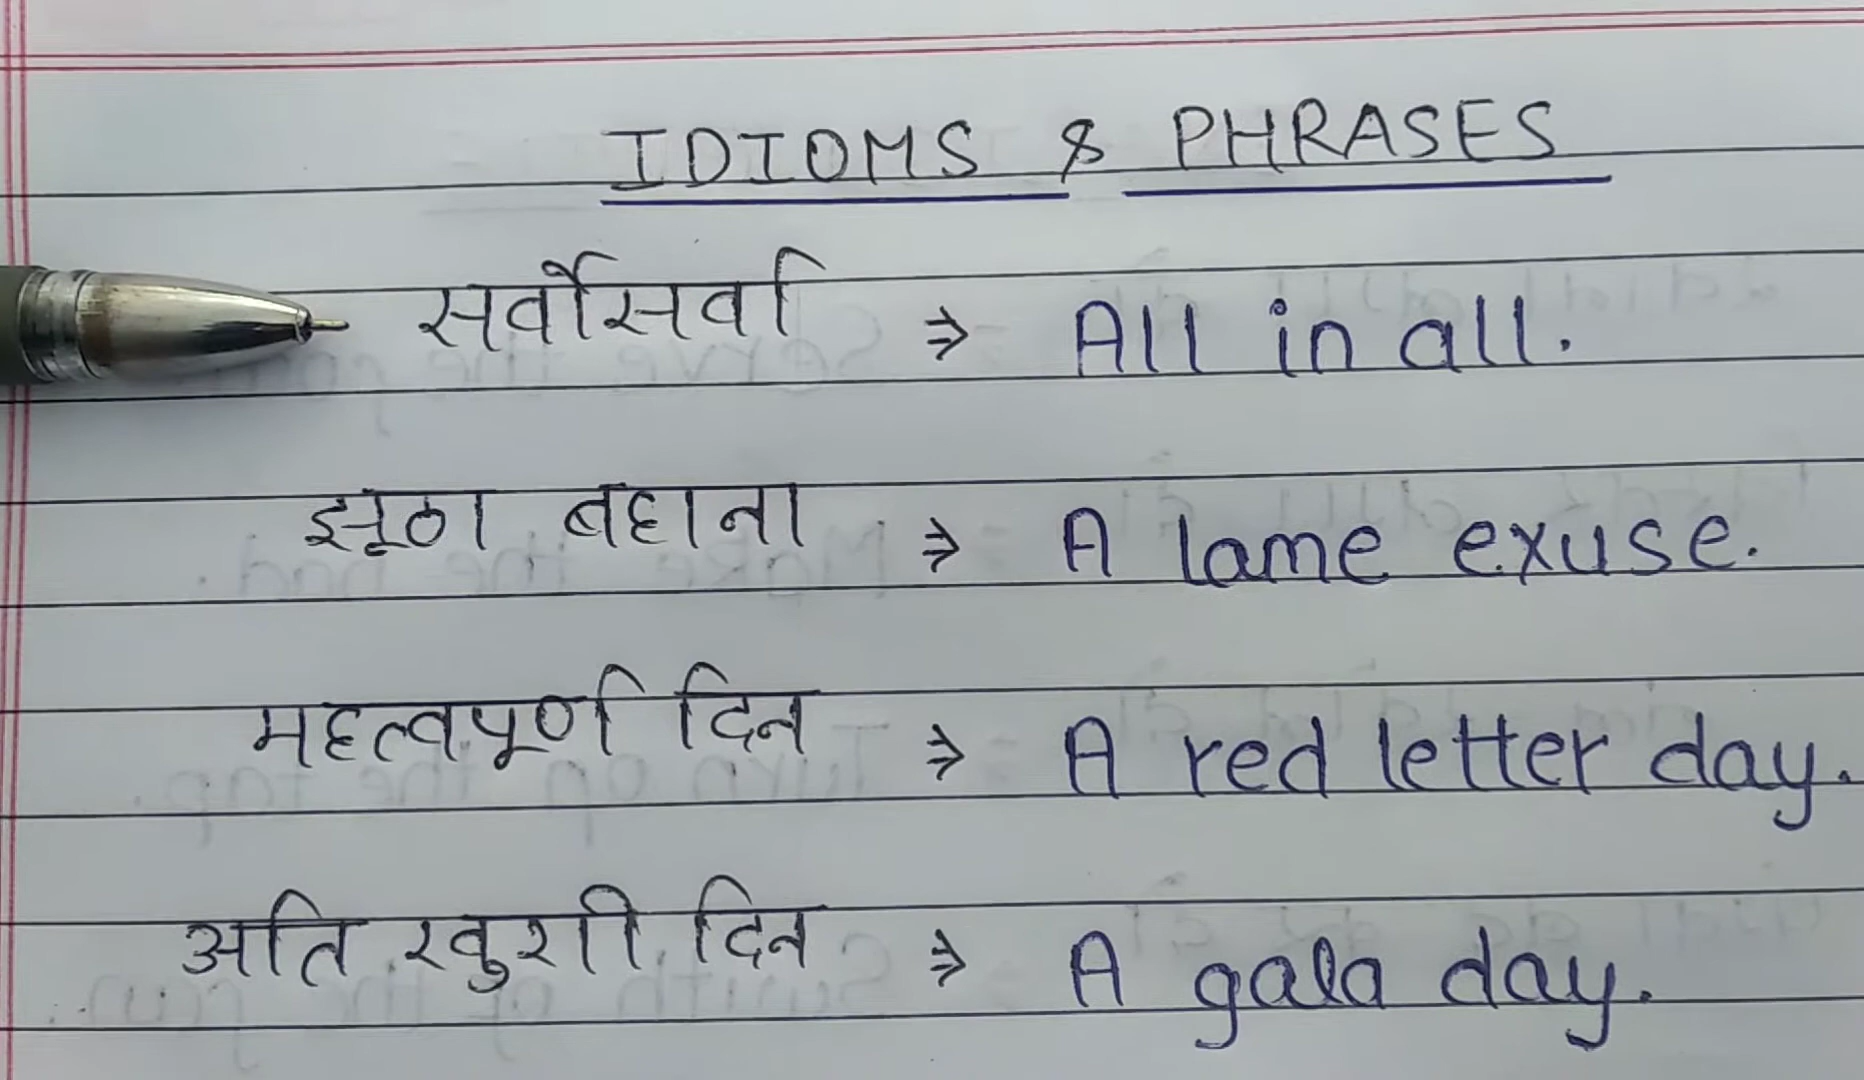 IDIOMS & PHRASES
सर्वोसर्वा ⇒ All in all.
झूठा बहाना ⇒ A lame exuse.
महत्वपूर्ण दिन ⇒ A red letter day.
अति खुशी दिन ⇒ A gala day.